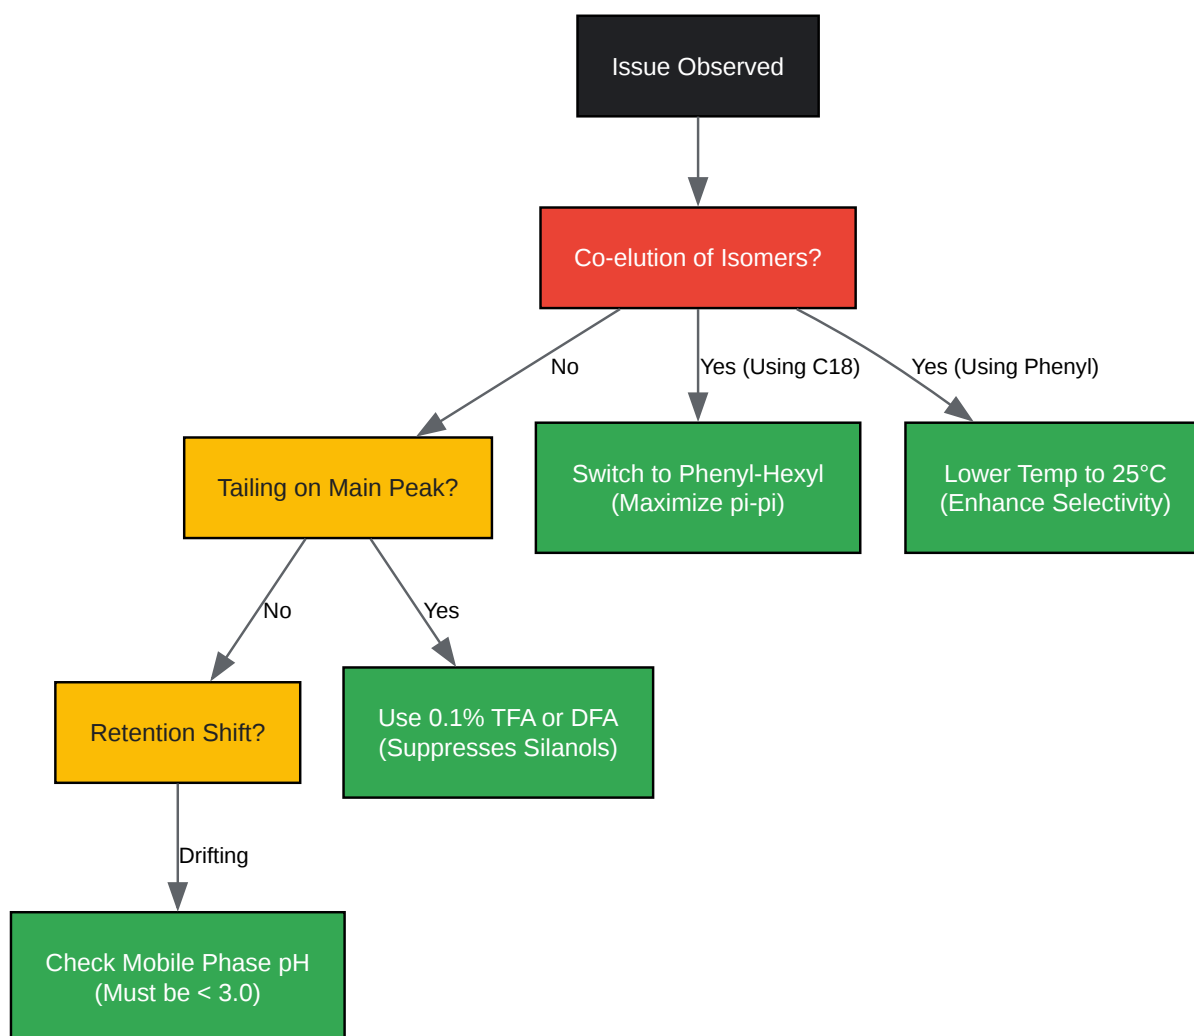 Issue Observed
Co-elution of Isomers?
No
Yes (Using C18)
Yes (Using Phenyl)
Tailing on Main Peak?
Switch to Phenyl-Hexyl
(Maximize pi-pi)
Lower Temp to 25°C
(Enhance Selectivity)
No
Yes
Retention Shift?
Use 0.1% TFA or DFA
(Suppresses Silanols)
Drifting
Check Mobile Phase pH
(Must be < 3.0)